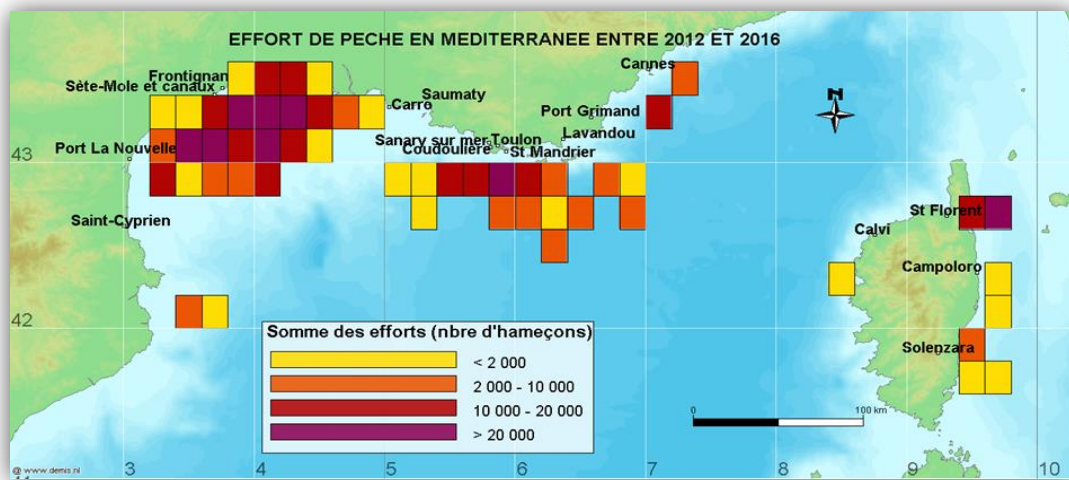 EFFORT DE PECHE EN MEDITERRANEE ENTRE 2012 ET 2016
Cannes
Frontignan
Sète-Mole et canaux
Saumaty
Carro
Port Grimand
Lavandou
Sanary sur mer Toulon
Coudoulière
St Mandrier
Port La Nouvelle
43
N
Saint-Cyprien
St Florent
Calvi
Campoloro
42
Solenzara
Somme des efforts (nbre d'hameçons)
< 2 000
2 000 - 10 000
10 000 - 20 000
> 20 000
0 100 km
3 4 5 6 7 8 9 10
@ www.demis.nl